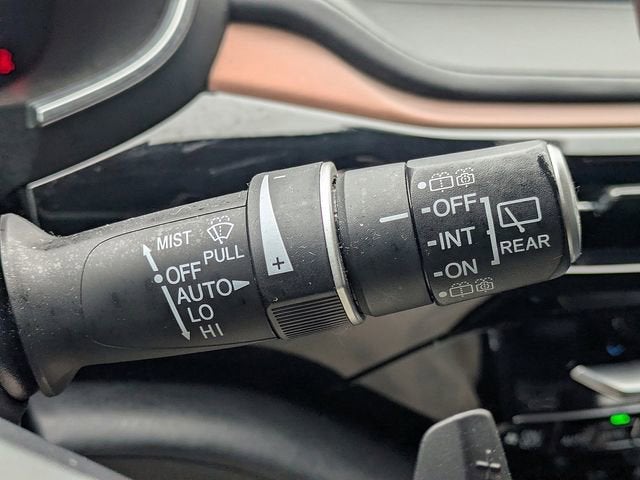 MIST
PULL
OFF
AUTO
LO
HI
-
+
-OFF
-INT
-ON
REAR